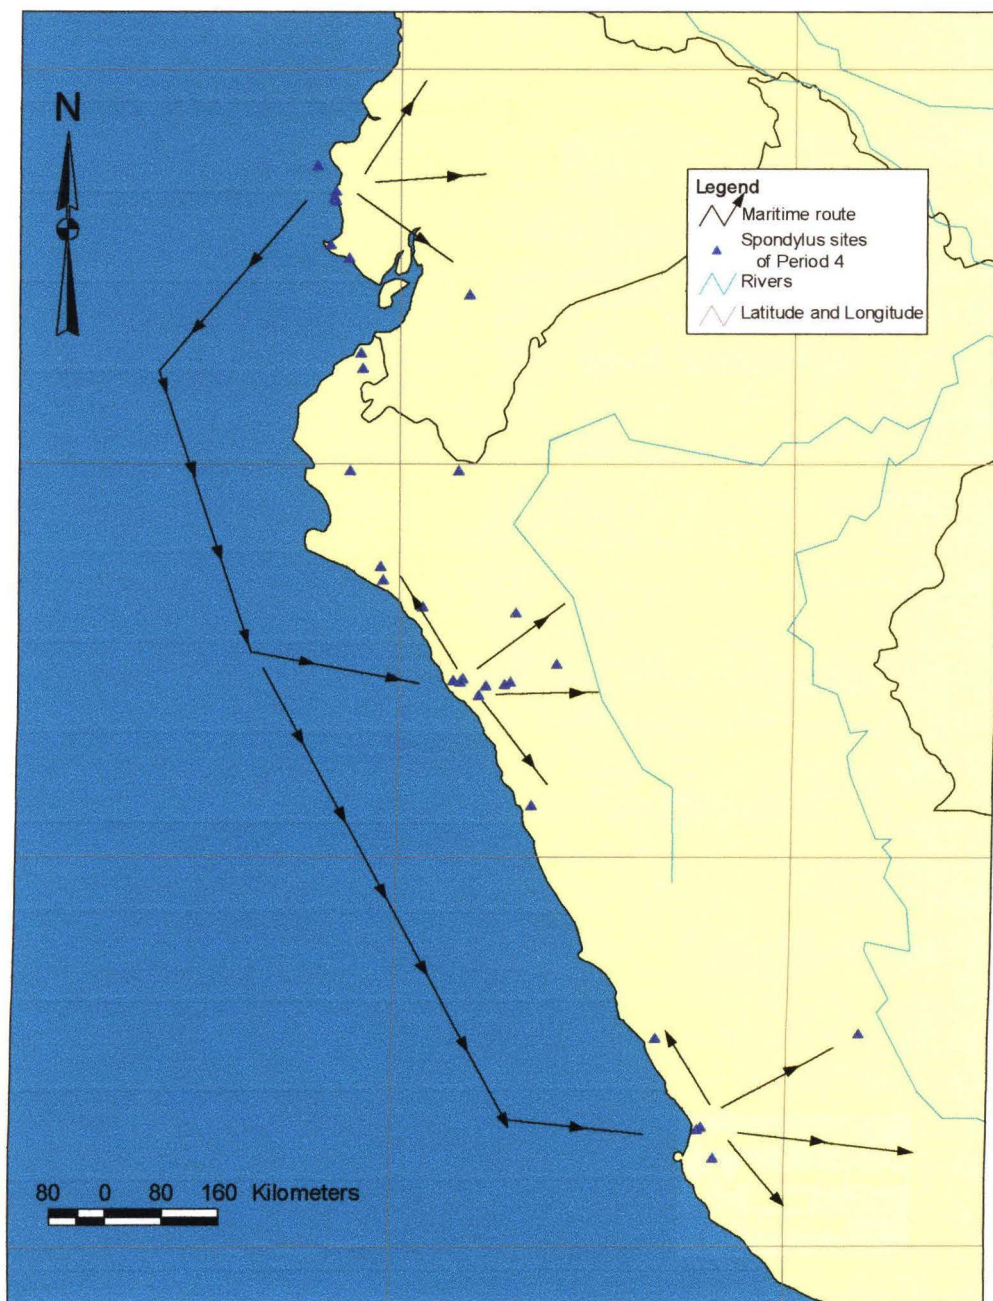 N
Legend
Maritime route
Spondylus sites
of Period 4
Rivers
Latitude and Longitude
80 0 80 160 Kilometers